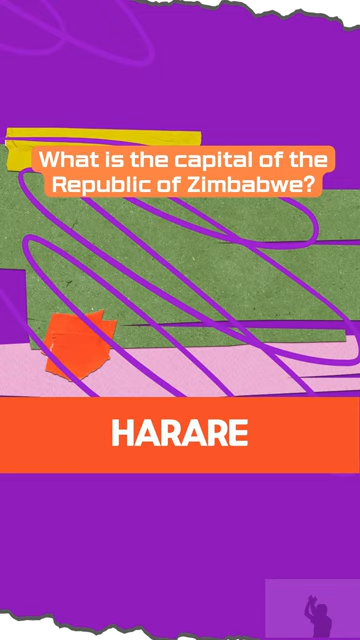 What is the capital of the
Republic of Zimbabwe?
HARARE